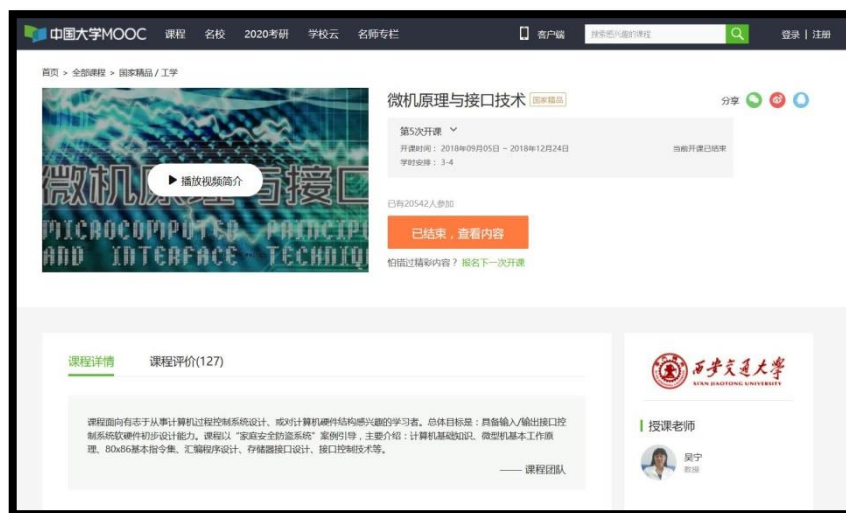 中国大学MOOC 课程 名校 2020考研 学校云 名师专栏 客户端 搜索感兴趣的课程 登录 | 注册
首页 > 全部课程 > 国家精品 / 工学
微机原理与接口技术 国家精品 分享
第5次开课
开课时间： 2018年09月05日 ~ 2018年12月24日 当前开课已结束
学时安排： 3-4
微机原 与接口
播放视频简介
MICROCOMPUTER PRINCIPL
AND INTERFACE TECHNIQU
已有20542人参加
已结束，查看内容
怕错过精彩内容？ 报名下一次开课
课程详情 课程评价(127)
西安交通大学
XI'AN JIAOTONG UNIVERSITY
课程面向有志于从事计算机过程控制系统设计、或对计算机硬件结构感兴趣的学习者。总体目标是：具备输入/输出接口控
制系统软硬件初步设计能力。课程以“家庭安全防盗系统”案例引导，主要介绍：计算机基础知识、微型机基本工作原
理、80x86基本指令集、汇编程序设计、存储器接口设计、接口控制技术等。
—— 课程团队
授课老师
吴宁
教授